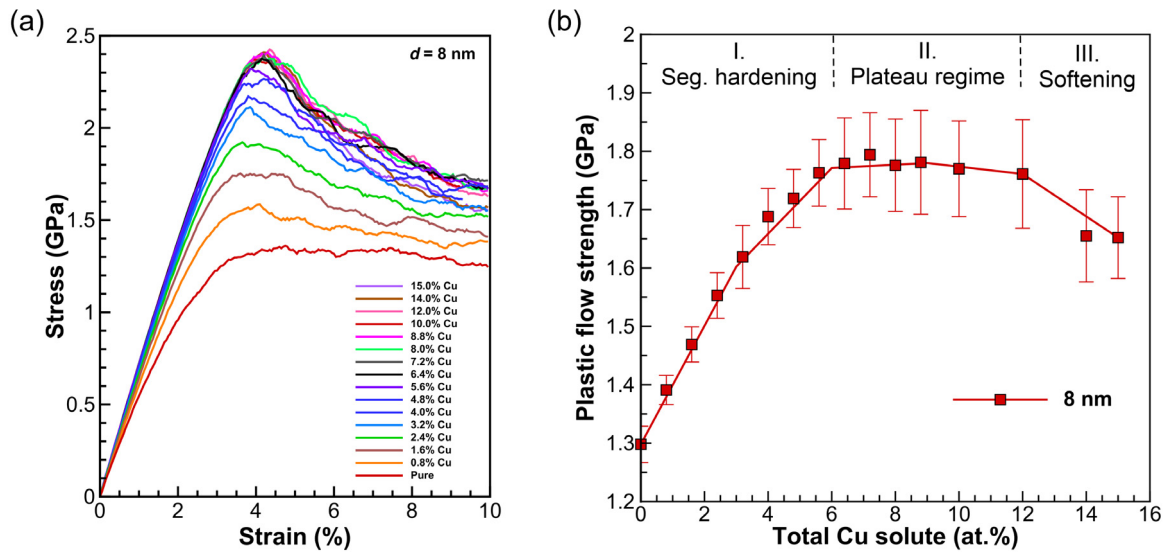 (a)
d = 8 nm
2.5
2
1.5
1
0.5
0
Stress (GPa)
15.0% Cu
14.0% Cu
12.0% Cu
10.0% Cu
8.8% Cu
8.0% Cu
7.2% Cu
6.4% Cu
5.6% Cu
4.8% Cu
4.0% Cu
3.2% Cu
2.4% Cu
1.6% Cu
0.8% Cu
Pure
0 2 4 6 8 10
Strain (%)
(b)
I.
Seg. hardening
II.
Plateau regime
III.
Softening
2
1.9
1.8
1.7
1.6
1.5
1.4
1.3
1.2
Plastic flow strength (GPa)
8 nm
0 2 4 6 8 10 12 14 16
Total Cu solute (at.%)